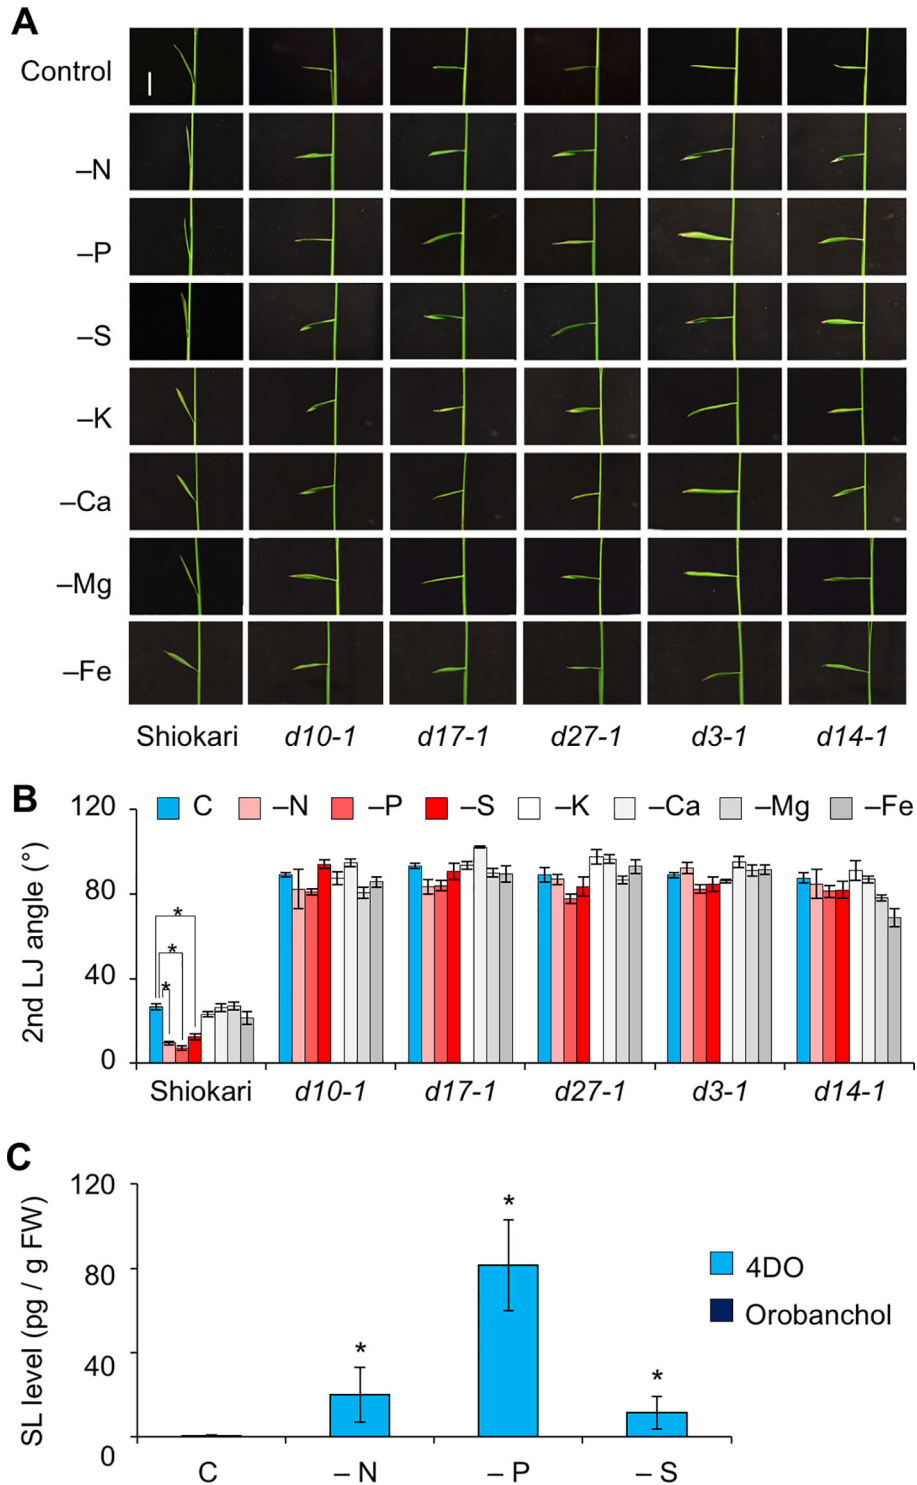 A
Control
–N
–P
–S
–K
–Ca
–Mg
–Fe
Shiokari d10-1 d17-1 d27-1 d3-1 d14-1
B
120
80
40
0
2nd LJ angle (°)
C –N –P –S –K –Ca –Mg –Fe
* * *
Shiokari d10-1 d17-1 d27-1 d3-1 d14-1
C
120
80
40
0
SL level (pg / g FW)
* * *
4DO
Orobanchol
C – N – P – S